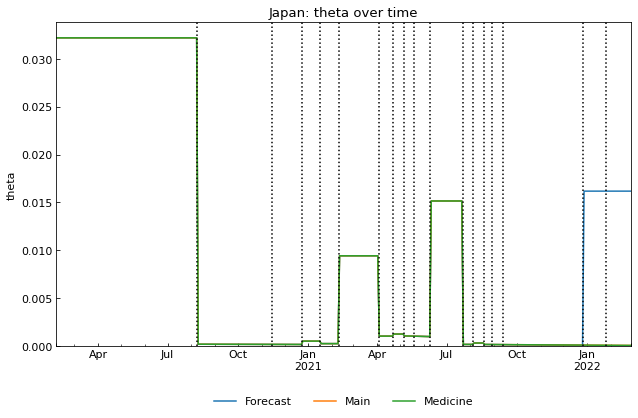 Japan: theta over time
0.030
0.025
0.020
0.015
0.010
0.005
0.000
theta
Apr Jul Oct Jan Apr Jul Oct Jan
2021 2022
Forecast Main Medicine